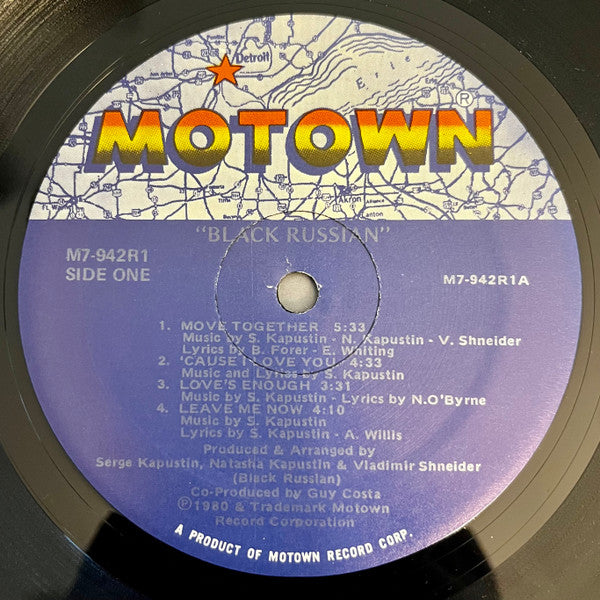 Detroit
Erie
MOTOWN®
Akron
Canton
"BLACK RUSSIAN"
M7-942R1
SIDE ONE
M7-942R1A
1. MOVE TOGETHER 5:33
Music by S. Kapustin - N. Kapustin - V. Shneider
Lyrics by B. Forer - E. Whiting
2. 'CAUSE I LOVE YOU 4:33
Music and Lyrics by S. Kapustin
3. LOVE'S ENOUGH 3:31
Music by S. Kapustin - Lyrics by N.O'Byrne
4. LEAVE ME NOW 4:10
Music by S. Kapustin
Lyrics by S. Kapustin - A. Willis
Produced & Arranged by
Serge Kapustin, Natasha Kapustin & Vladimir Shneider
(Black Russian)
Co-Produced by Guy Costa
℗ 1980 & Trademark Motown
Record Corporation
A PRODUCT OF MOTOWN RECORD CORP.